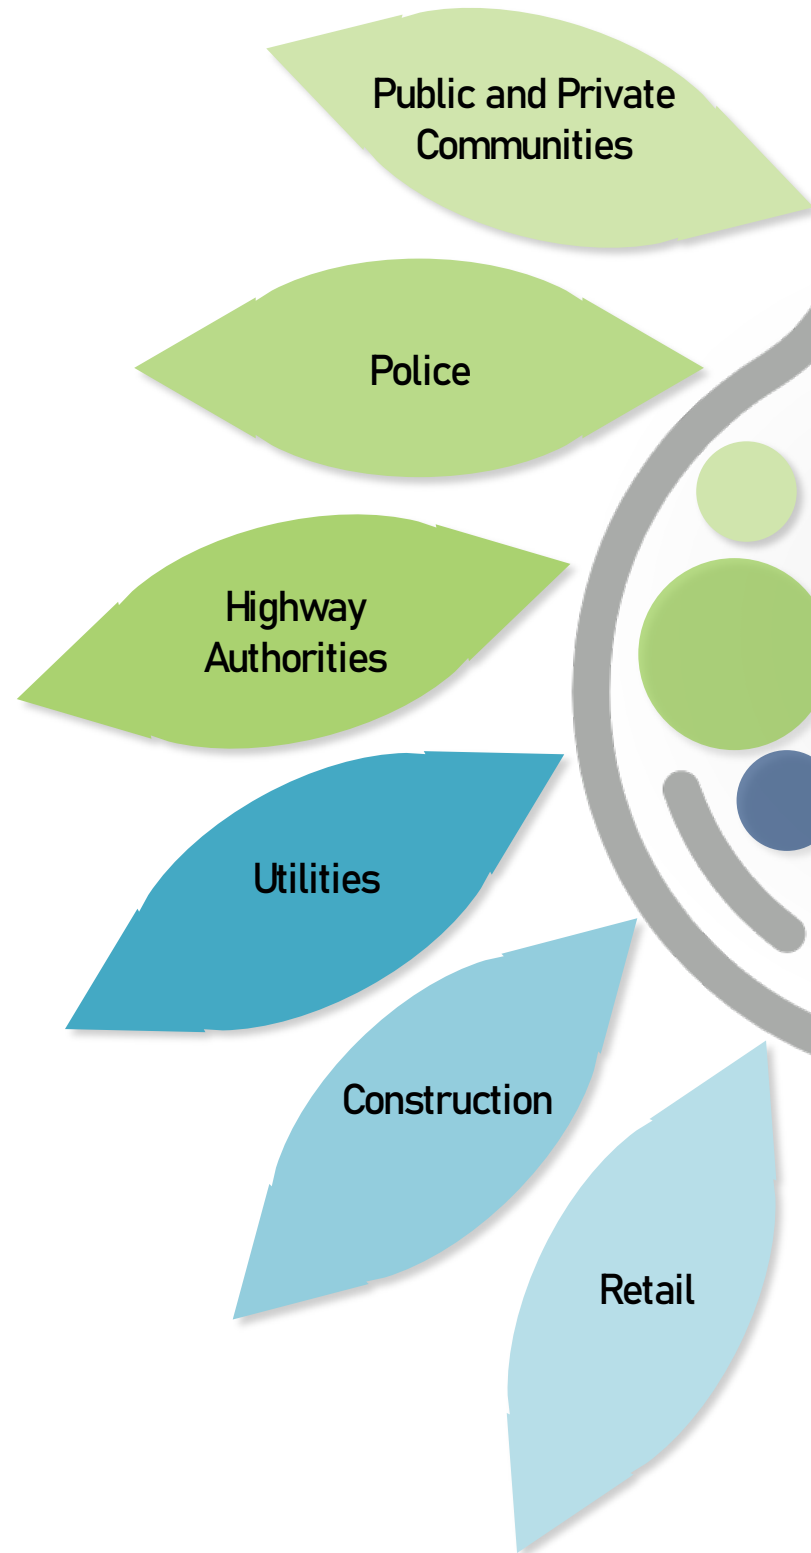 Public and Private
Communities
Police
Highway
Authorities
Utilities
Construction
Retail